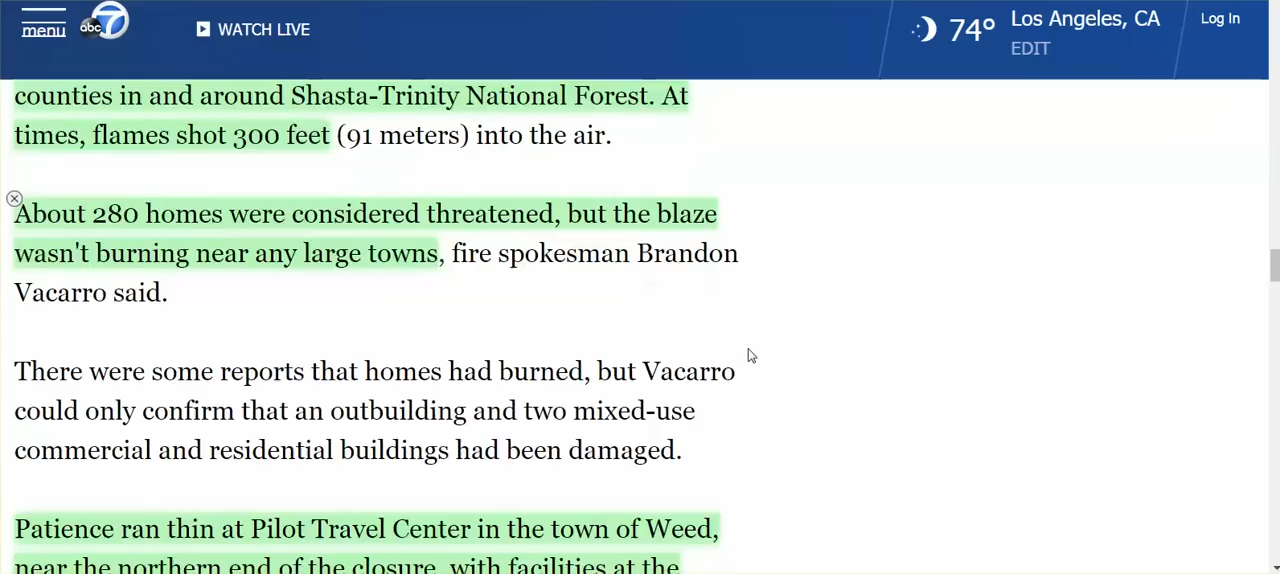 menu
abc 7
WATCH LIVE
74°
Los Angeles, CA
EDIT
Log In
counties in and around Shasta-Trinity National Forest. At
times, flames shot 300 feet (91 meters) into the air.
About 280 homes were considered threatened, but the blaze
wasn't burning near any large towns, fire spokesman Brandon
Vacarro said.
There were some reports that homes had burned, but Vacarro
could only confirm that an outbuilding and two mixed-use
commercial and residential buildings had been damaged.
Patience ran thin at Pilot Travel Center in the town of Weed,
near the northern end of the closure, with facilities at the